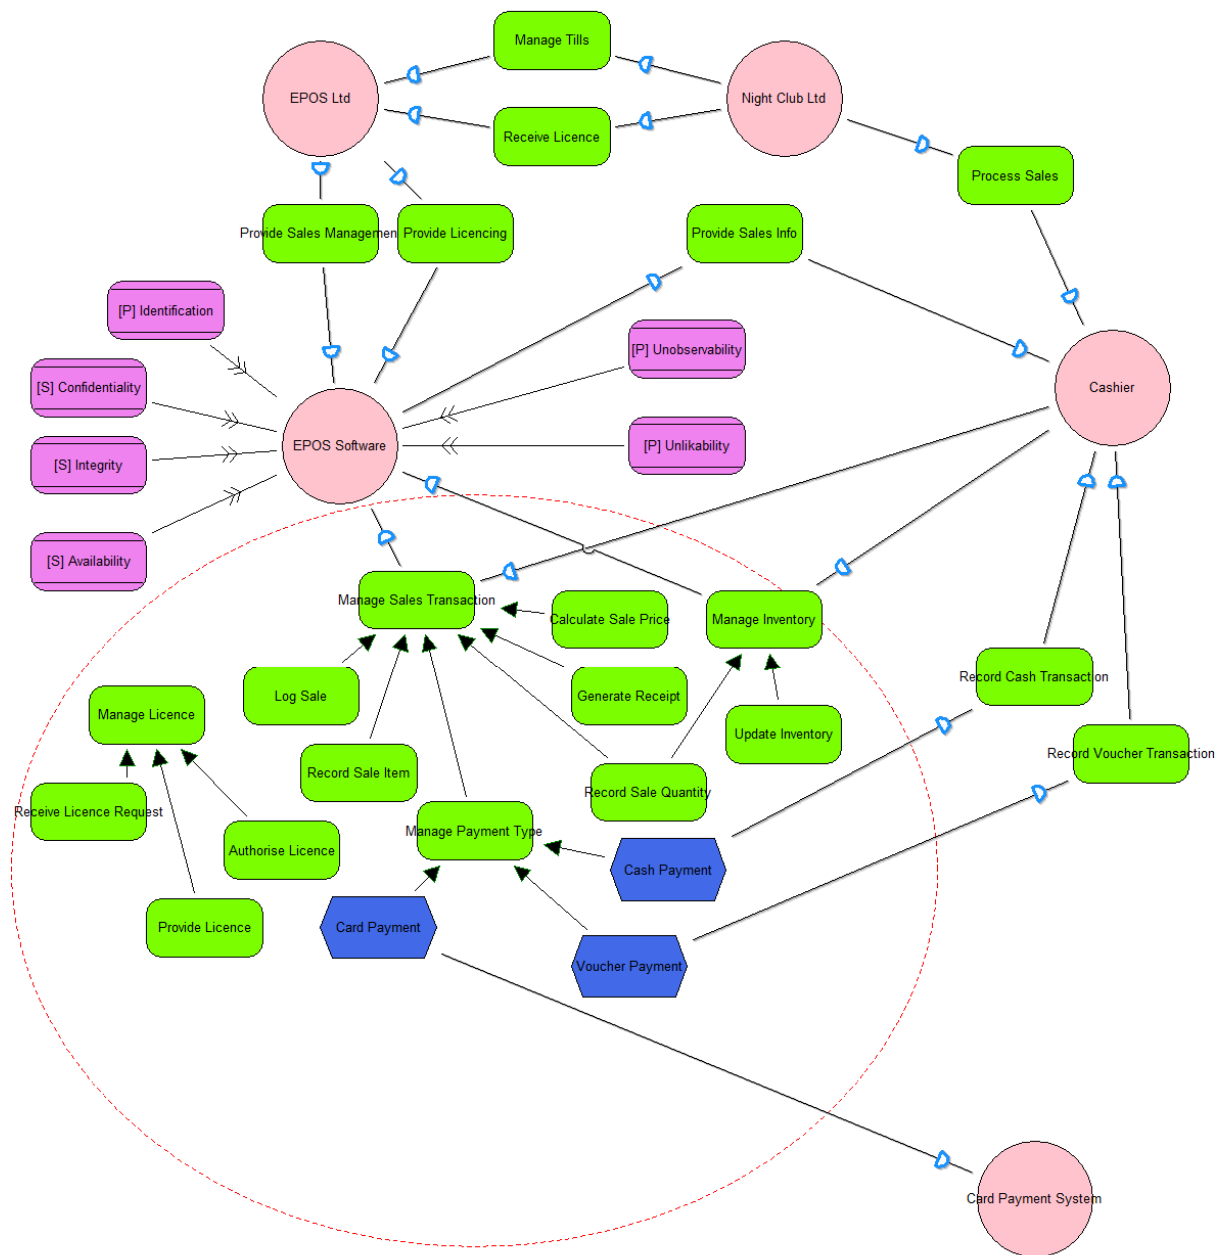 Manage Tills
EPOS Ltd
Night Club Ltd
Receive Licence
Process Sales
Provide Sales Managemen
Provide Licencing
Provide Sales Info
[P] Identification
[P] Unobservability
[S] Confidentiality
Cashier
EPOS Software
[P] Unlikability
[S] Integrity
[S] Availability
Manage Sales Transaction
Calculate Sale Price
Manage Inventory
Record Cash Transaction
Log Sale
Generate Receipt
Manage Licence
Update Inventory
Record Voucher Transaction
Record Sale Item
Record Sale Quantity
Receive Licence Request
Manage Payment Type
Authorise Licence
Cash Payment
Provide Licence
Card Payment
Voucher Payment
Card Payment System